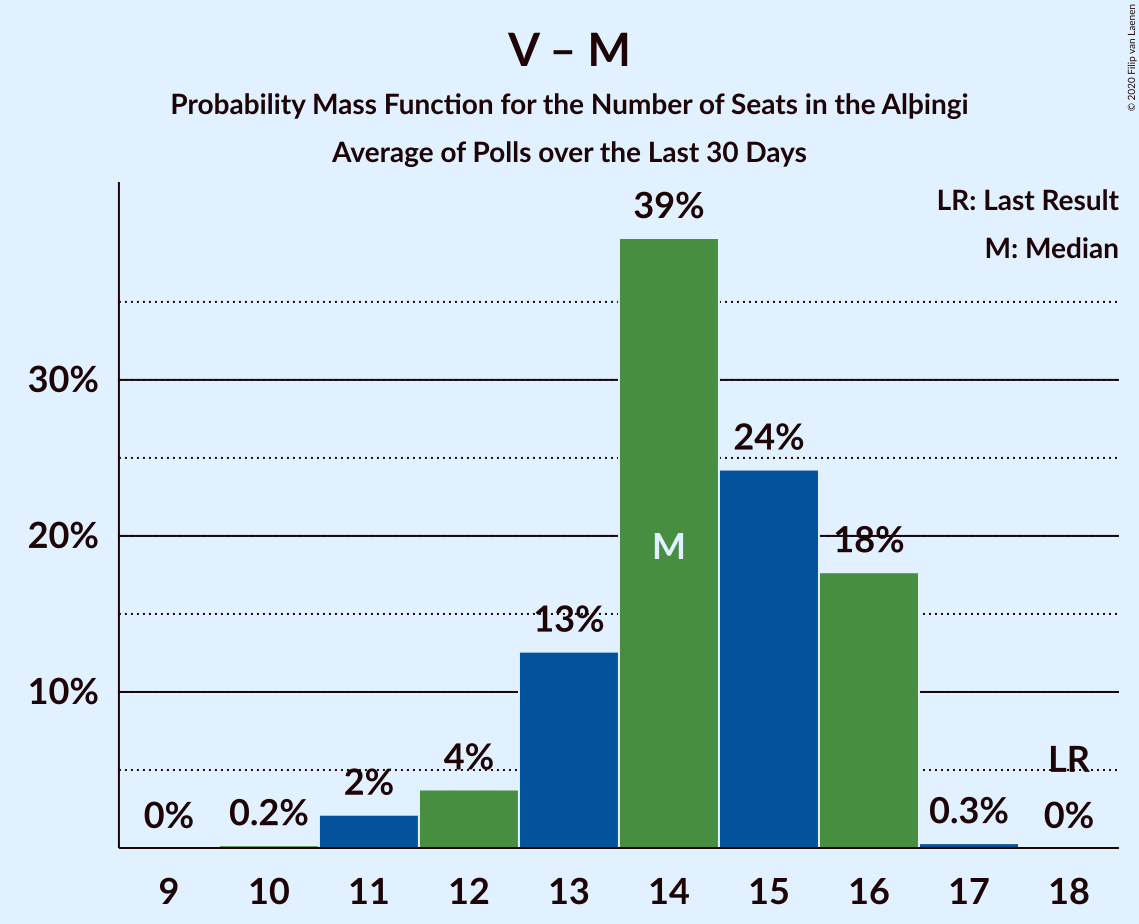 V – M
Probability Mass Function for the Number of Seats in the Alþingi
Average of Polls over the Last 30 Days
© 2020 Filip van Laenen
LR: Last Result
M: Median
39%
30%
24%
20%
18%
M
13%
10%
4%
2%
LR
0%
0.2%
0.3%
0%
9 10 11 12 13 14 15 16 17 18